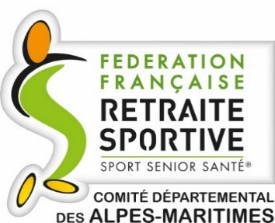 FEDERATION
FRANÇAISE
RETRAITE
SPORTIVE
SPORT SENIOR SANTÉ®
COMITÉ DÉPARTEMENTAL
DES ALPES-MARITIMES